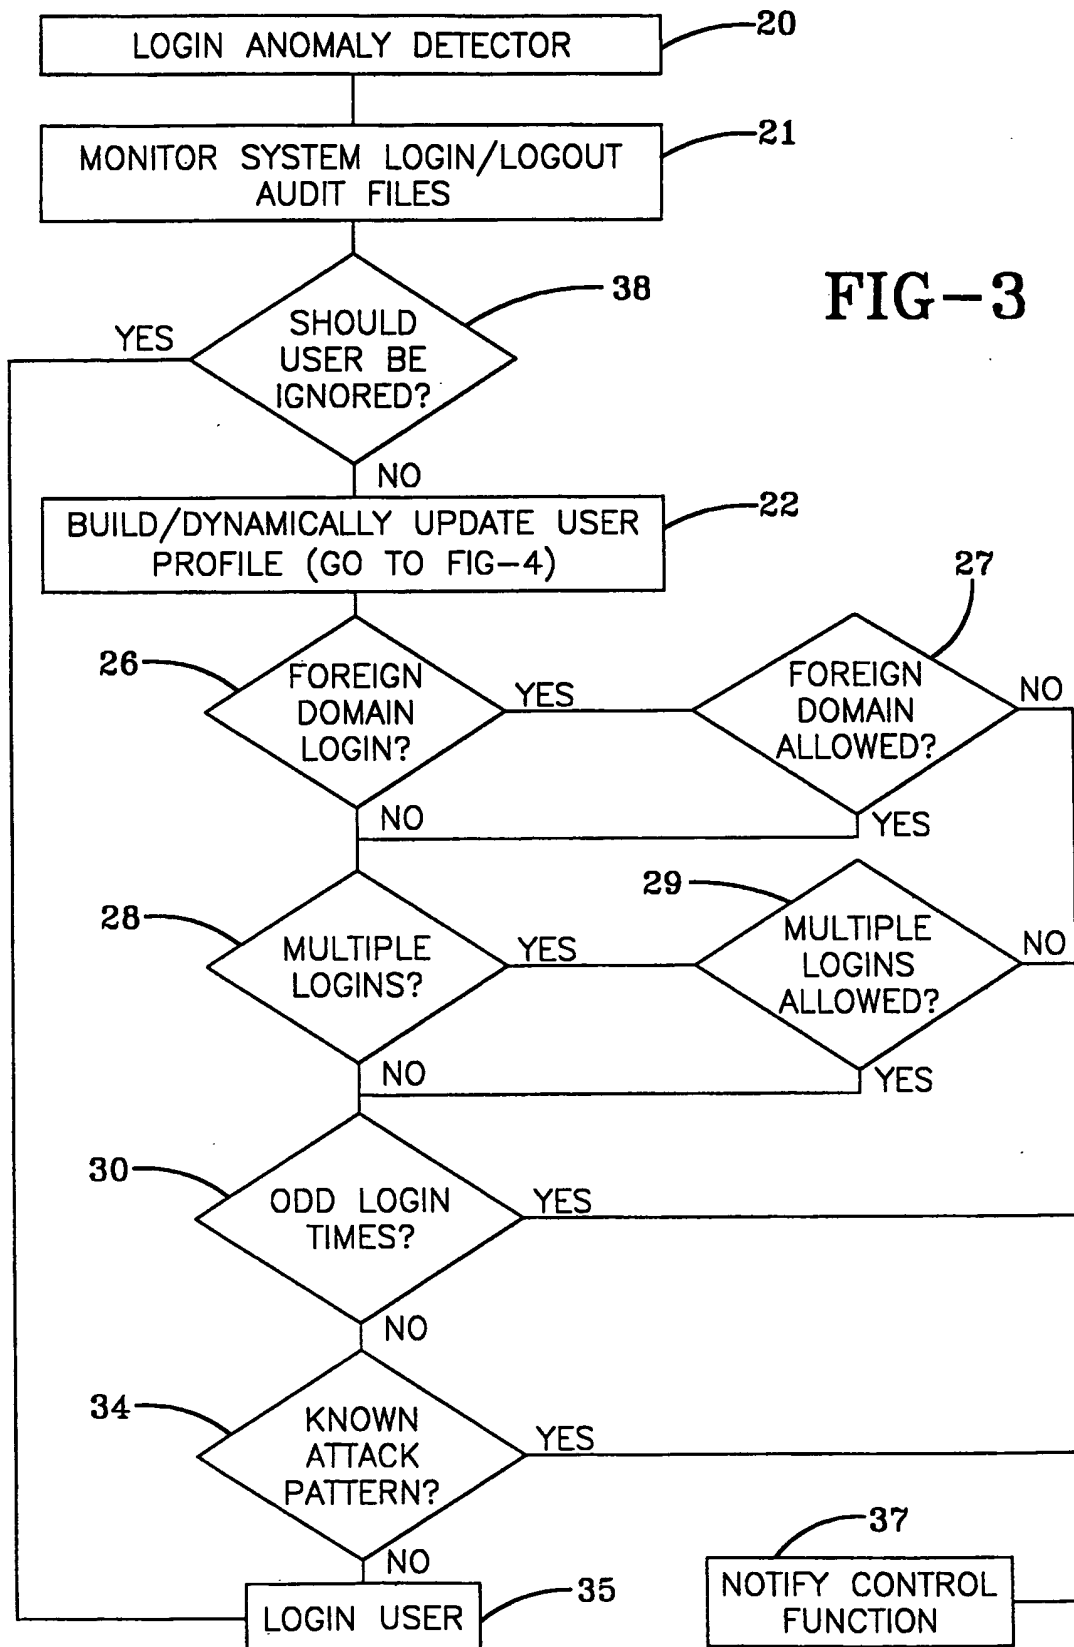 LOGIN ANOMALY DETECTOR
20
MONITOR SYSTEM LOGIN/LOGOUT
AUDIT FILES
21
FIG-3
SHOULD
USER BE
IGNORED?
38
YES
NO
BUILD/DYNAMICALLY UPDATE USER
PROFILE (GO TO FIG-4)
22
26
FOREIGN
DOMAIN
LOGIN?
YES
NO
27
FOREIGN
DOMAIN
ALLOWED?
NO
YES
28
MULTIPLE
LOGINS?
YES
NO
29
MULTIPLE
LOGINS
ALLOWED?
NO
YES
30
ODD LOGIN
TIMES?
YES
NO
34
KNOWN
ATTACK
PATTERN?
YES
NO
LOGIN USER
35
37
NOTIFY CONTROL
FUNCTION